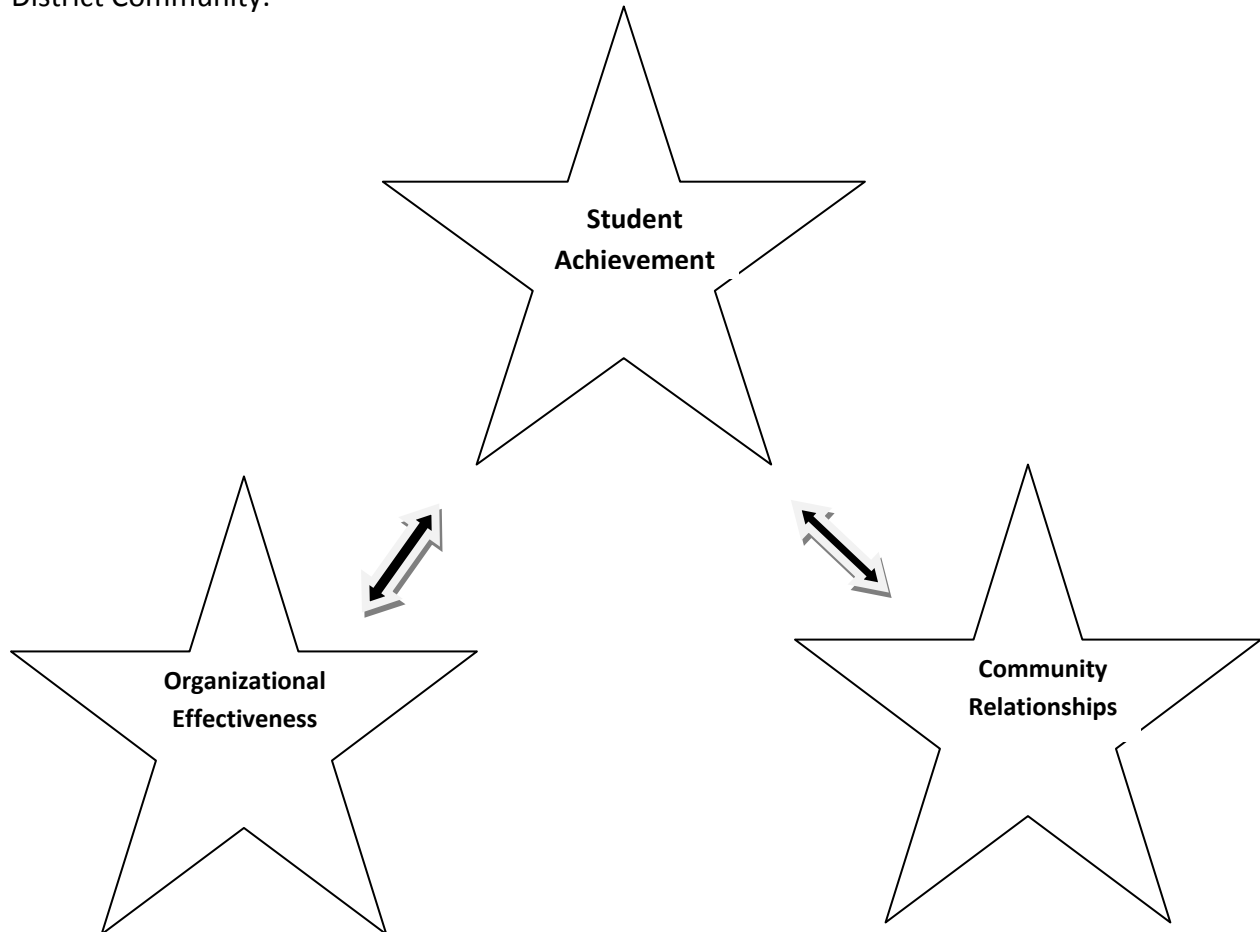 District Community.
Student
Achievement
Organizational
Effectiveness
Community
Relationships